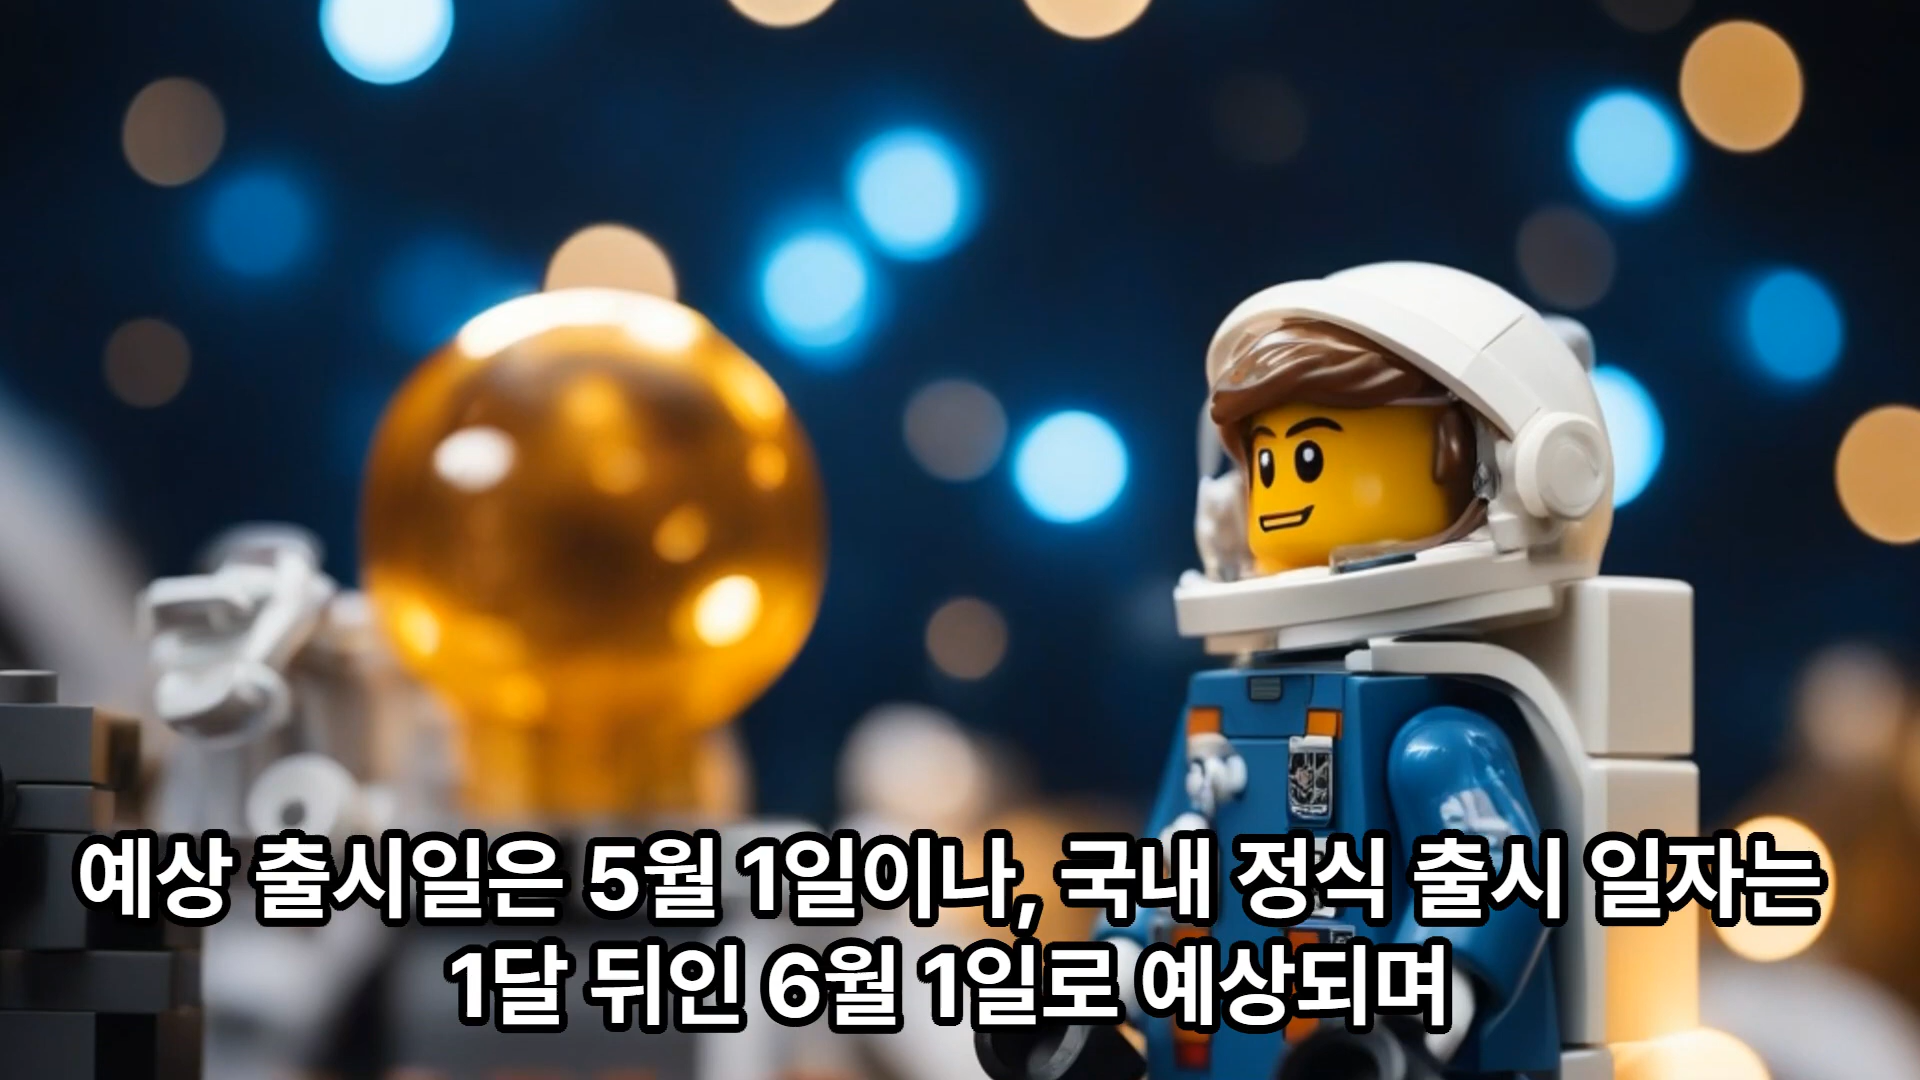 예상 출시일은 5월 1일이나, 국내 정식 출시 일자는
1달 뒤인 6월 1일로 예상되며